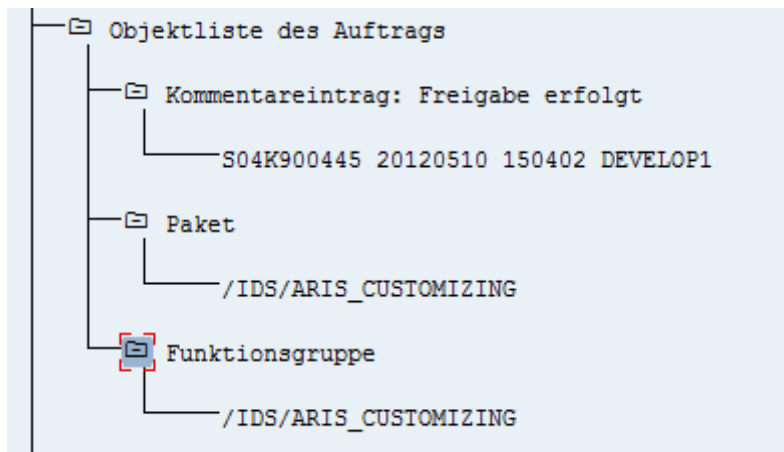 Objektliste des Auftrags
Kommentareintrag: Freigabe erfolgt
S04K900445 20120510 150402 DEVELOP1
Paket
/IDS/ARIS_CUSTOMIZING
Funktionsgruppe
/IDS/ARIS_CUSTOMIZING